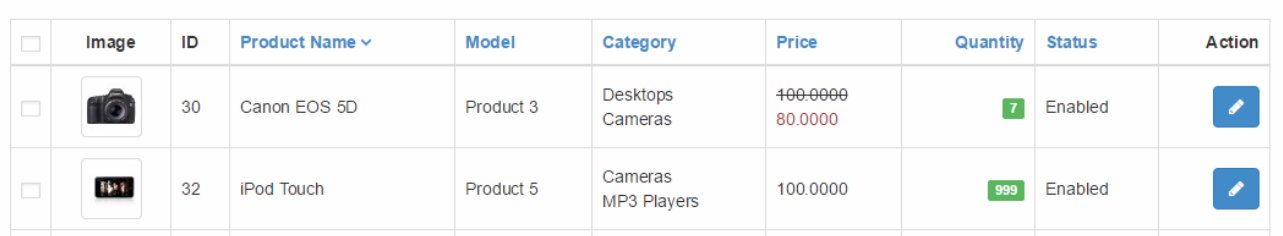 Image ID Product Name Model Category Price Quantity Status Action
30 Canon EOS 5D Product 3 Desktops Cameras 100.0000 80.0000 7 Enabled
32 iPod Touch Product 5 Cameras MP3 Players 100.0000 999 Enabled